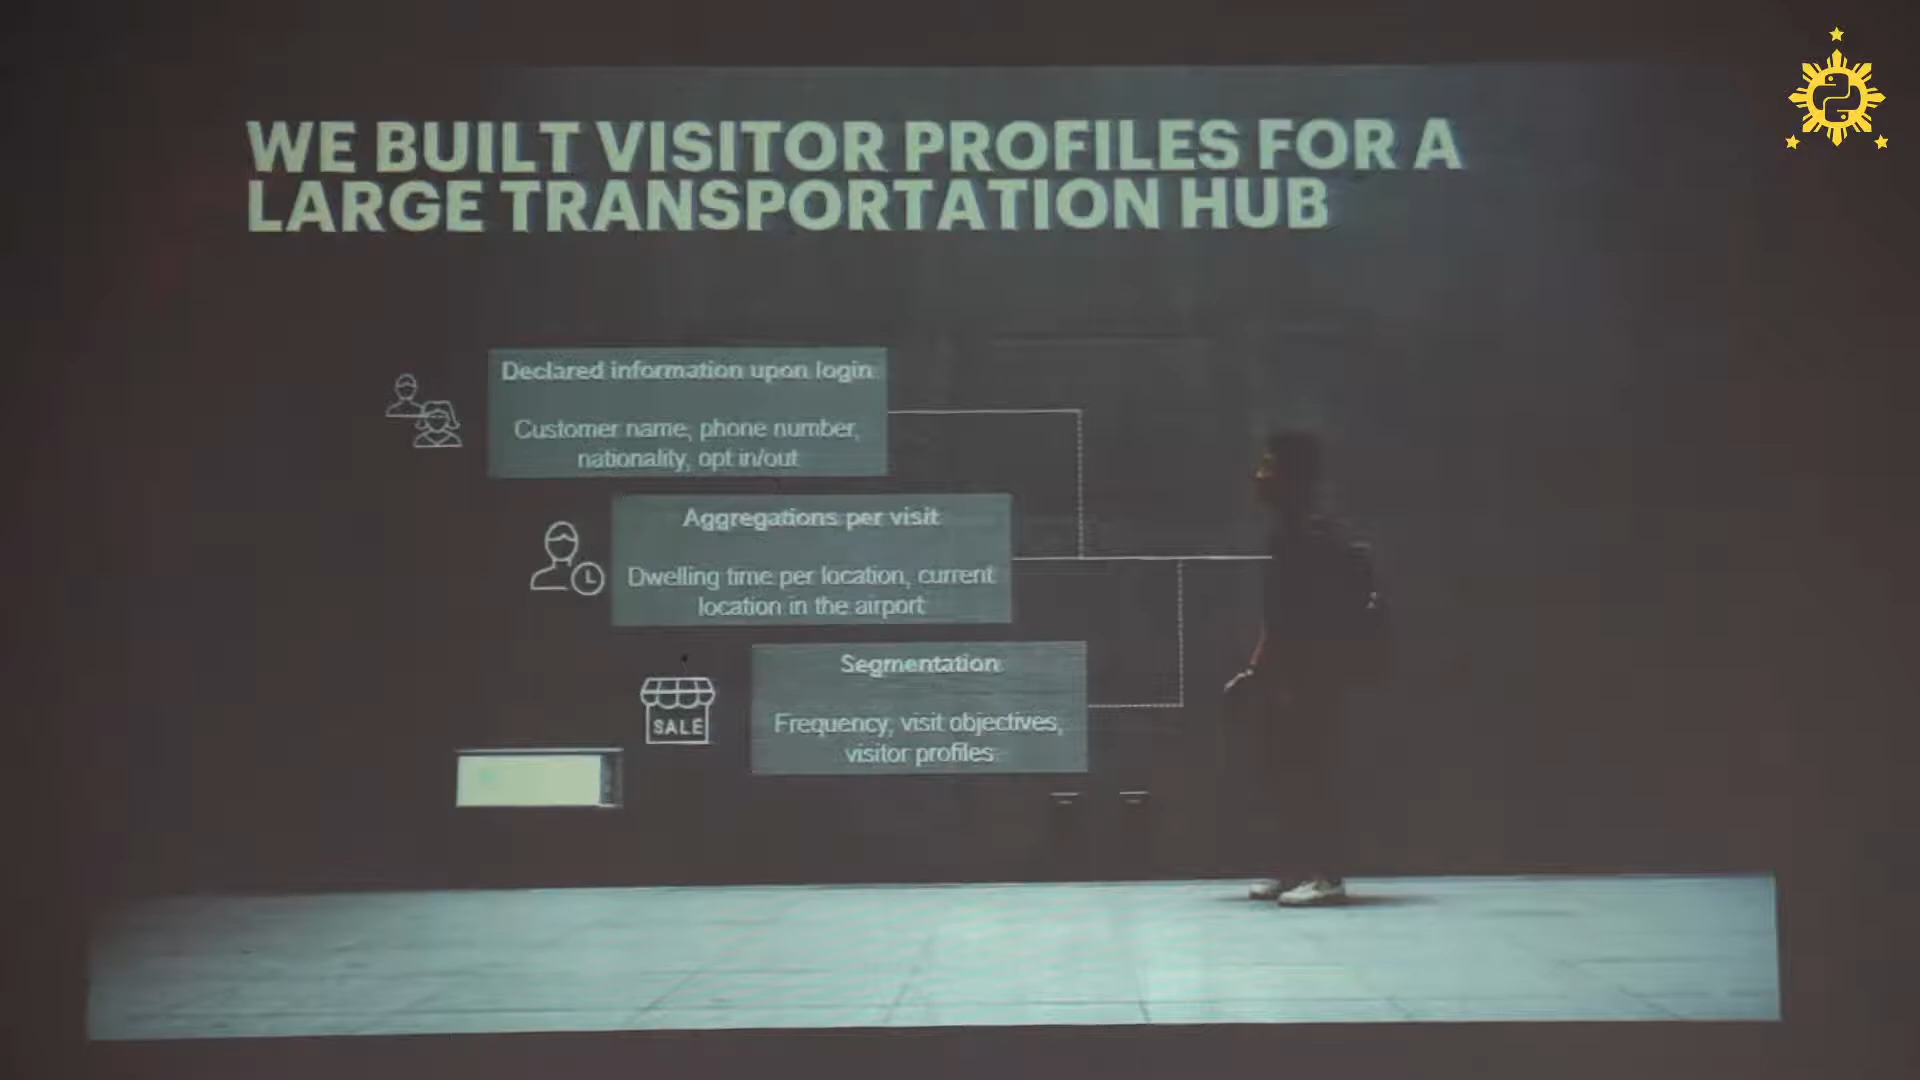 WE BUILT VISITOR PROFILES FOR A
LARGE TRANSPORTATION HUB
Declared information upon login
Customer name, phone number,
nationality, opt in/out
Aggregations per visit
Dwelling time per location, current
location in the airport
SALE
Segmentation
Frequency, visit objectives,
visitor profiles